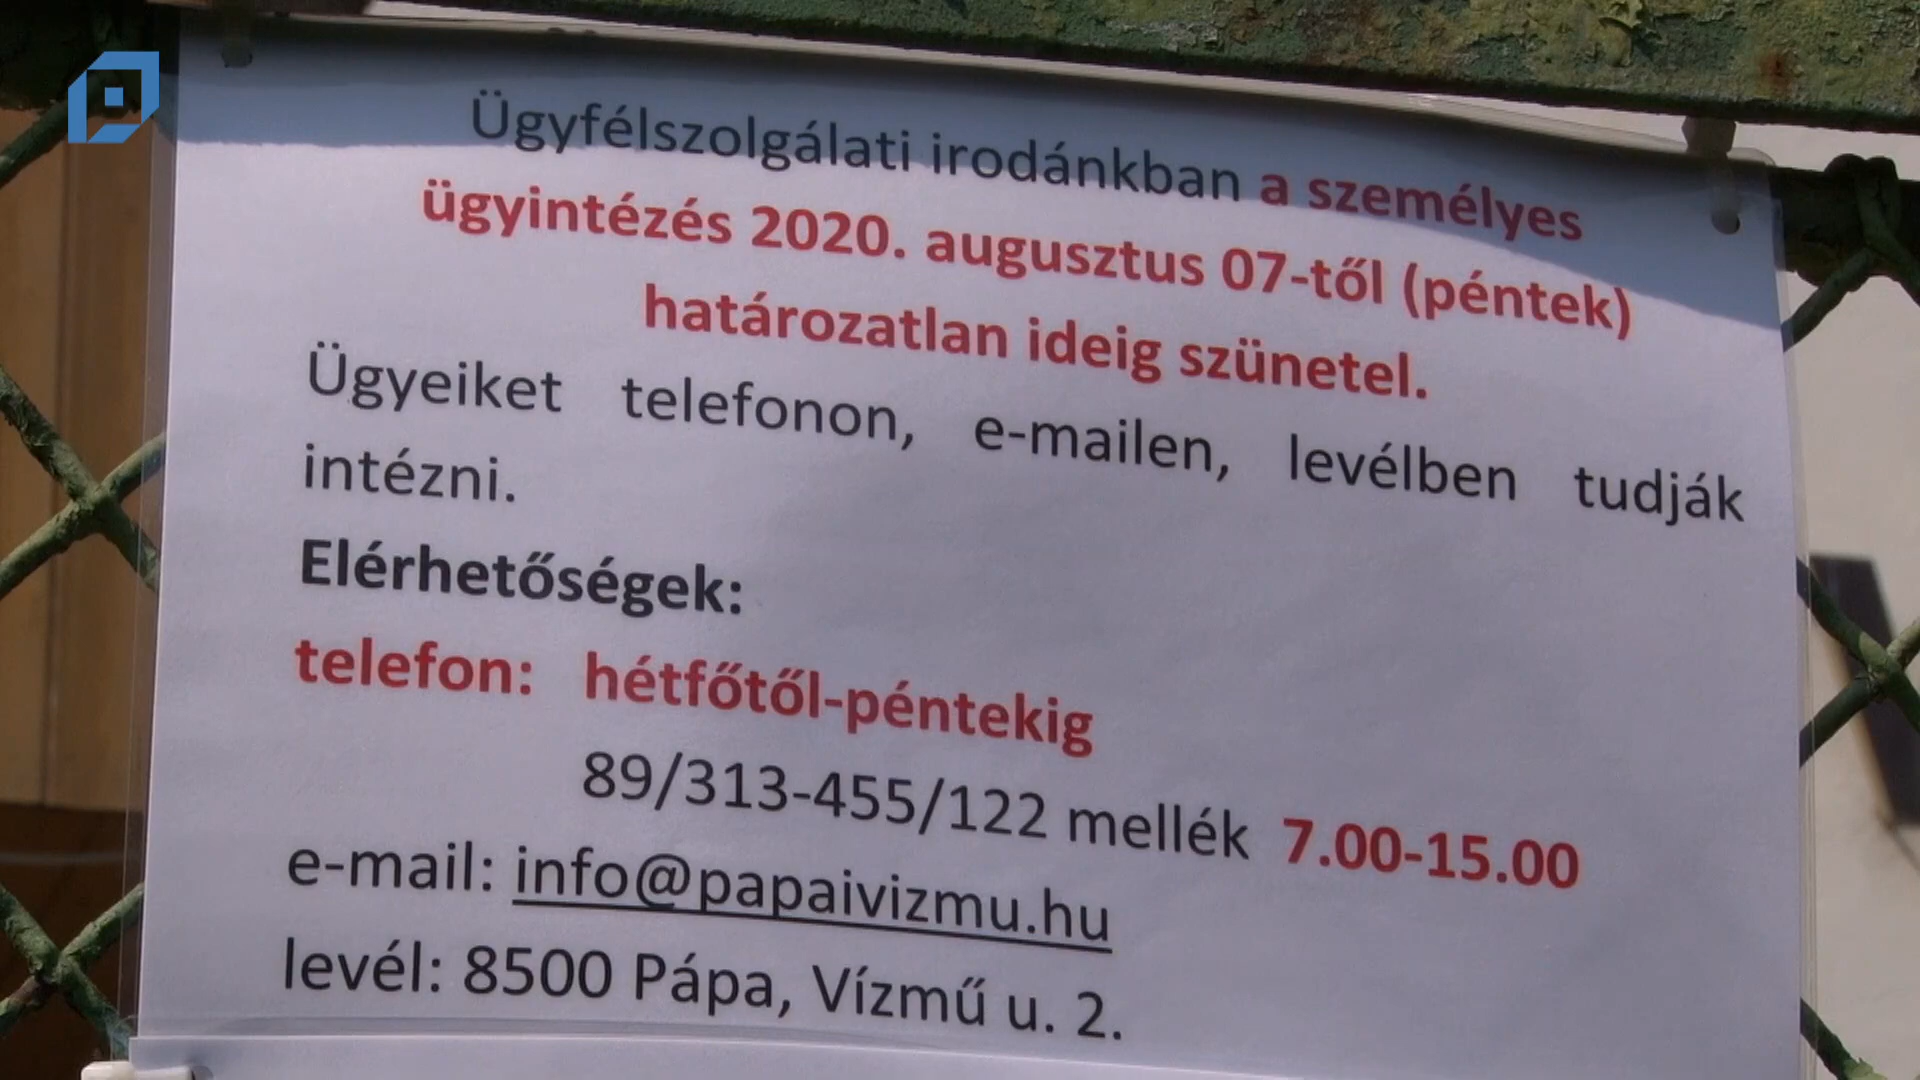 Ügyfélszolgálati irodánkban a személyes
ügyintézés 2020. augusztus 07-től (péntek)
határozatlan ideig szünetel.
Ügyeiket telefonon, e-mailen, levélben tudják
intézni.
Elérhetőségek:
telefon: hétfőtől-péntekig
89/313-455/122 mellék 7.00-15.00
e-mail: info@papaivizmu.hu
levél: 8500 Pápa, Vízmű u. 2.